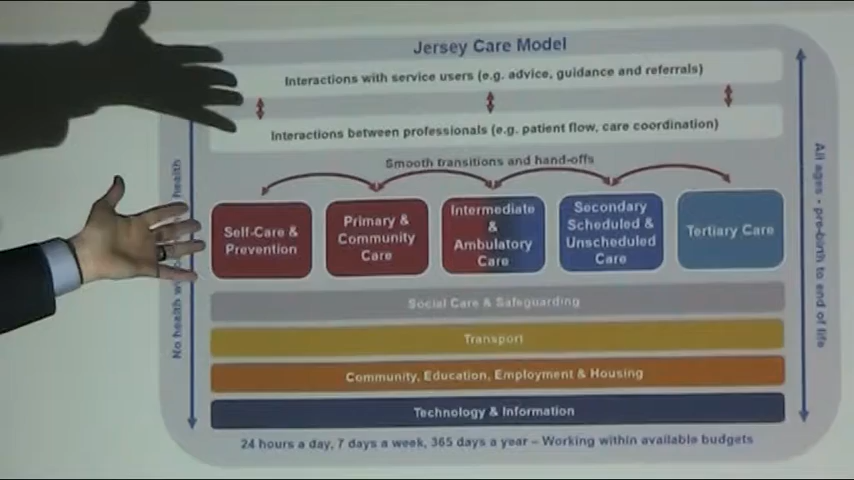 Jersey Care Model
Interactions with service users (e.g. advice, guidance and referrals)
Interactions between professionals (e.g. patient flow, care coordination)
Smooth transitions and hand-offs
Self-Care &
Prevention
Primary &
Community
Care
Intermediate
&
Ambulatory
Care
Secondary
Scheduled &
Unscheduled
Care
Tertiary Care
Social Care & Safeguarding
Transport
Community, Education, Employment & Housing
Technology & Information
24 hours a day, 7 days a week, 365 days a year – Working within available budgets
No health health
All ages - pre-birth to end of life